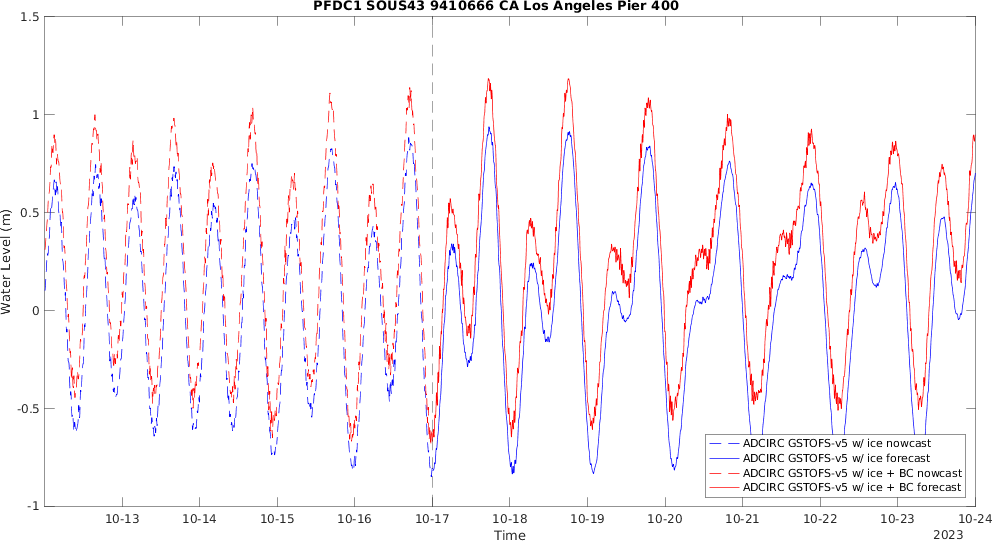 PFDC1 SOUS43 9410666 CA Los Angeles Pier 400
1.5
1
0.5
0
-0.5
-1
Water Level (m)
ADCIRC GSTOFS-v5 w/ ice nowcast
ADCIRC GSTOFS-v5 w/ ice forecast
ADCIRC GSTOFS-v5 w/ ice + BC nowcast
ADCIRC GSTOFS-v5 w/ ice + BC forecast
10-13 10-14 10-15 10-16 10-17 10-18 10-19 10-20 10-21 10-22 10-23 10-24
Time
2023